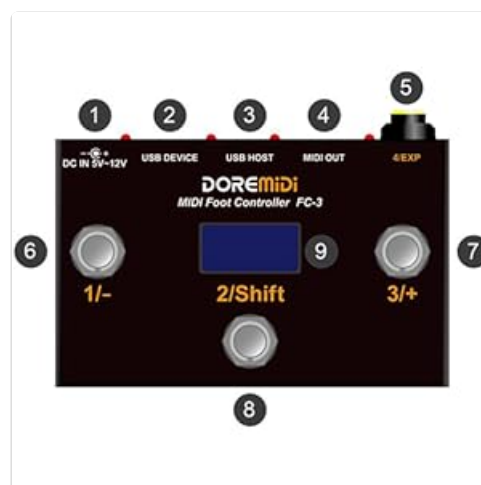 5
1
2
3
4
DC IN 5V~12V
USB DEVICE
USB HOST
MIDI OUT
4/EXP
DOREMiDi
MIDI Foot Controller FC-3
6
9
7
1/-
2/Shift
3/+
8